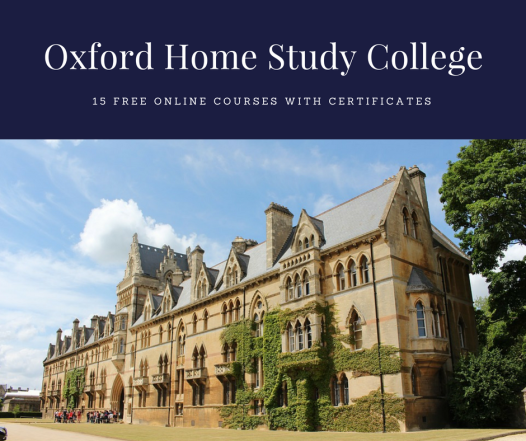 Oxford Home Study College
15 FREE ONLINE COURSES WITH CERTIFICATES